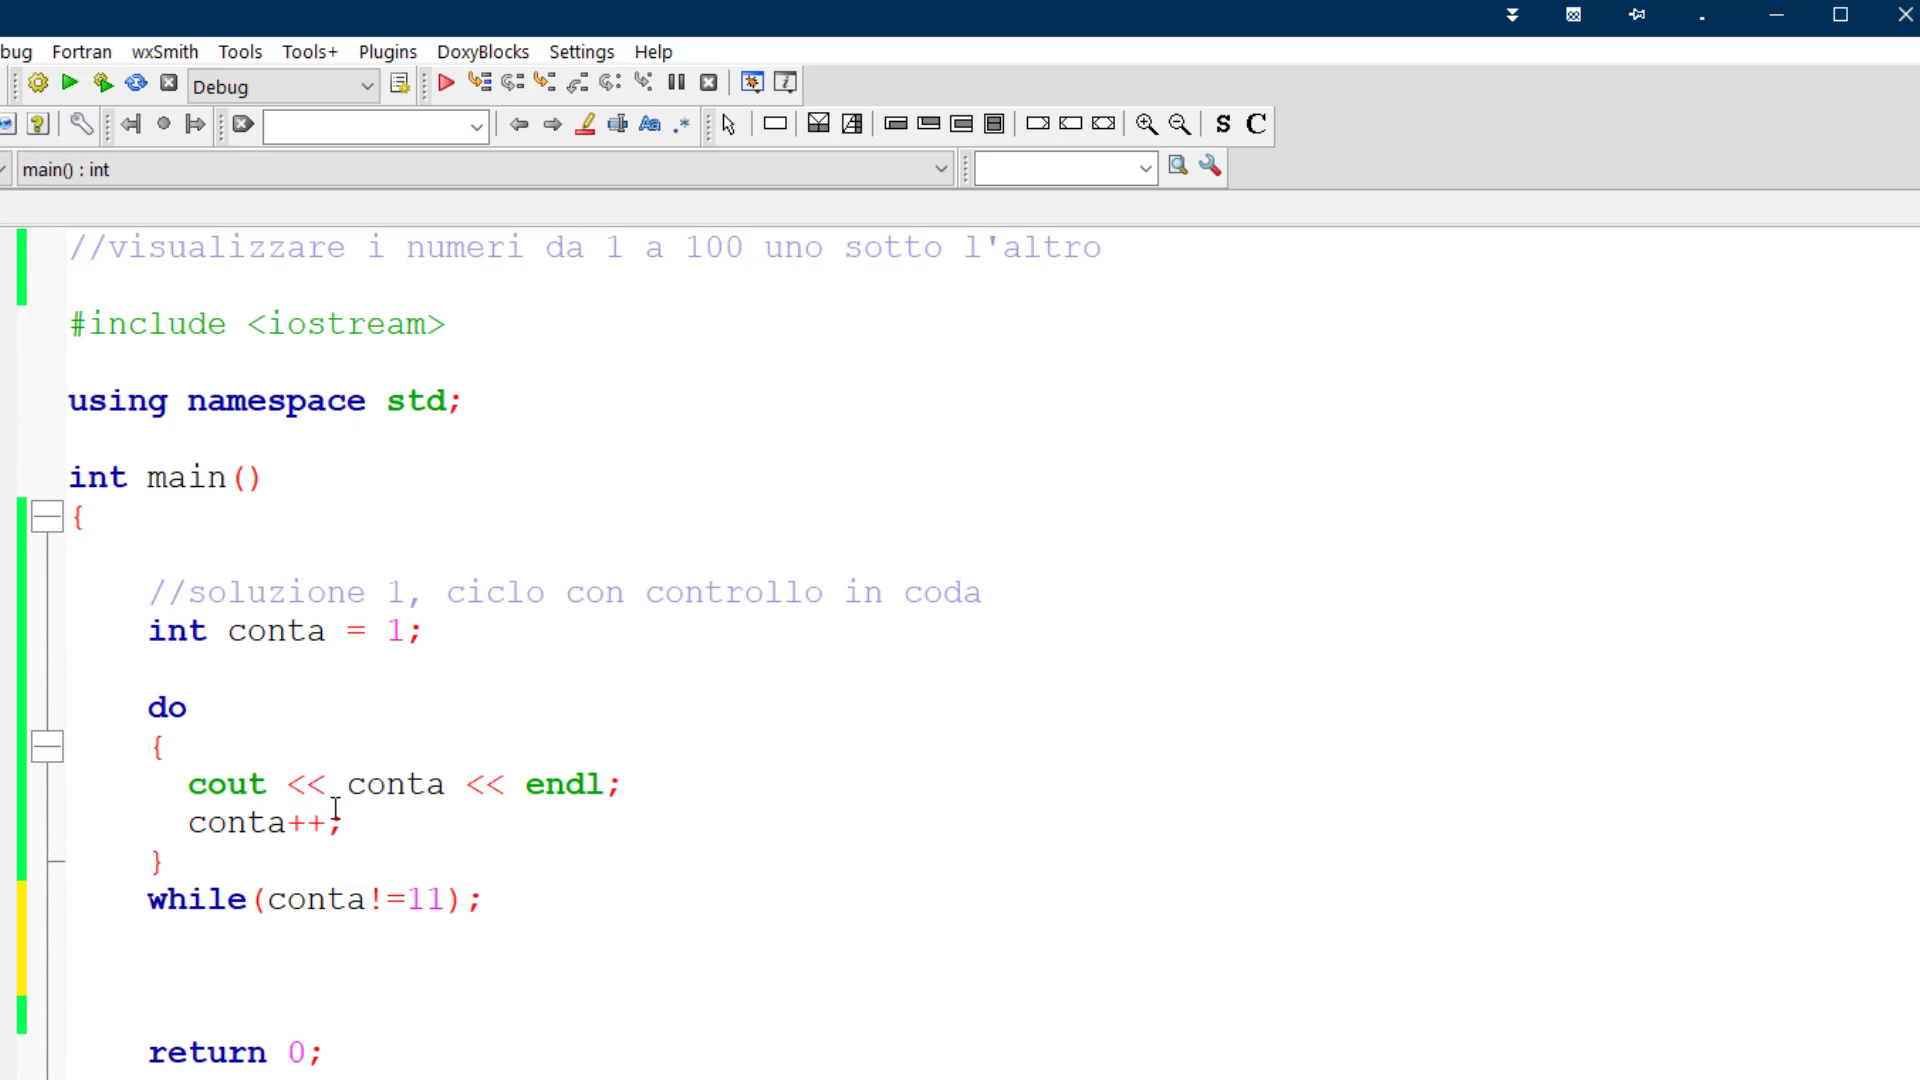 bug Fortran wxSmith Tools Tools+ Plugins DoxyBlocks Settings Help
Debug
S C
main() : int
//visualizzare i numeri da 1 a 100 uno sotto l'altro
#include <iostream>
using namespace std;
int main()
{
//soluzione 1, ciclo con controllo in coda
int conta = 1;
do
{
cout << conta << endl;
conta++;
}
while(conta!=11);
return 0;